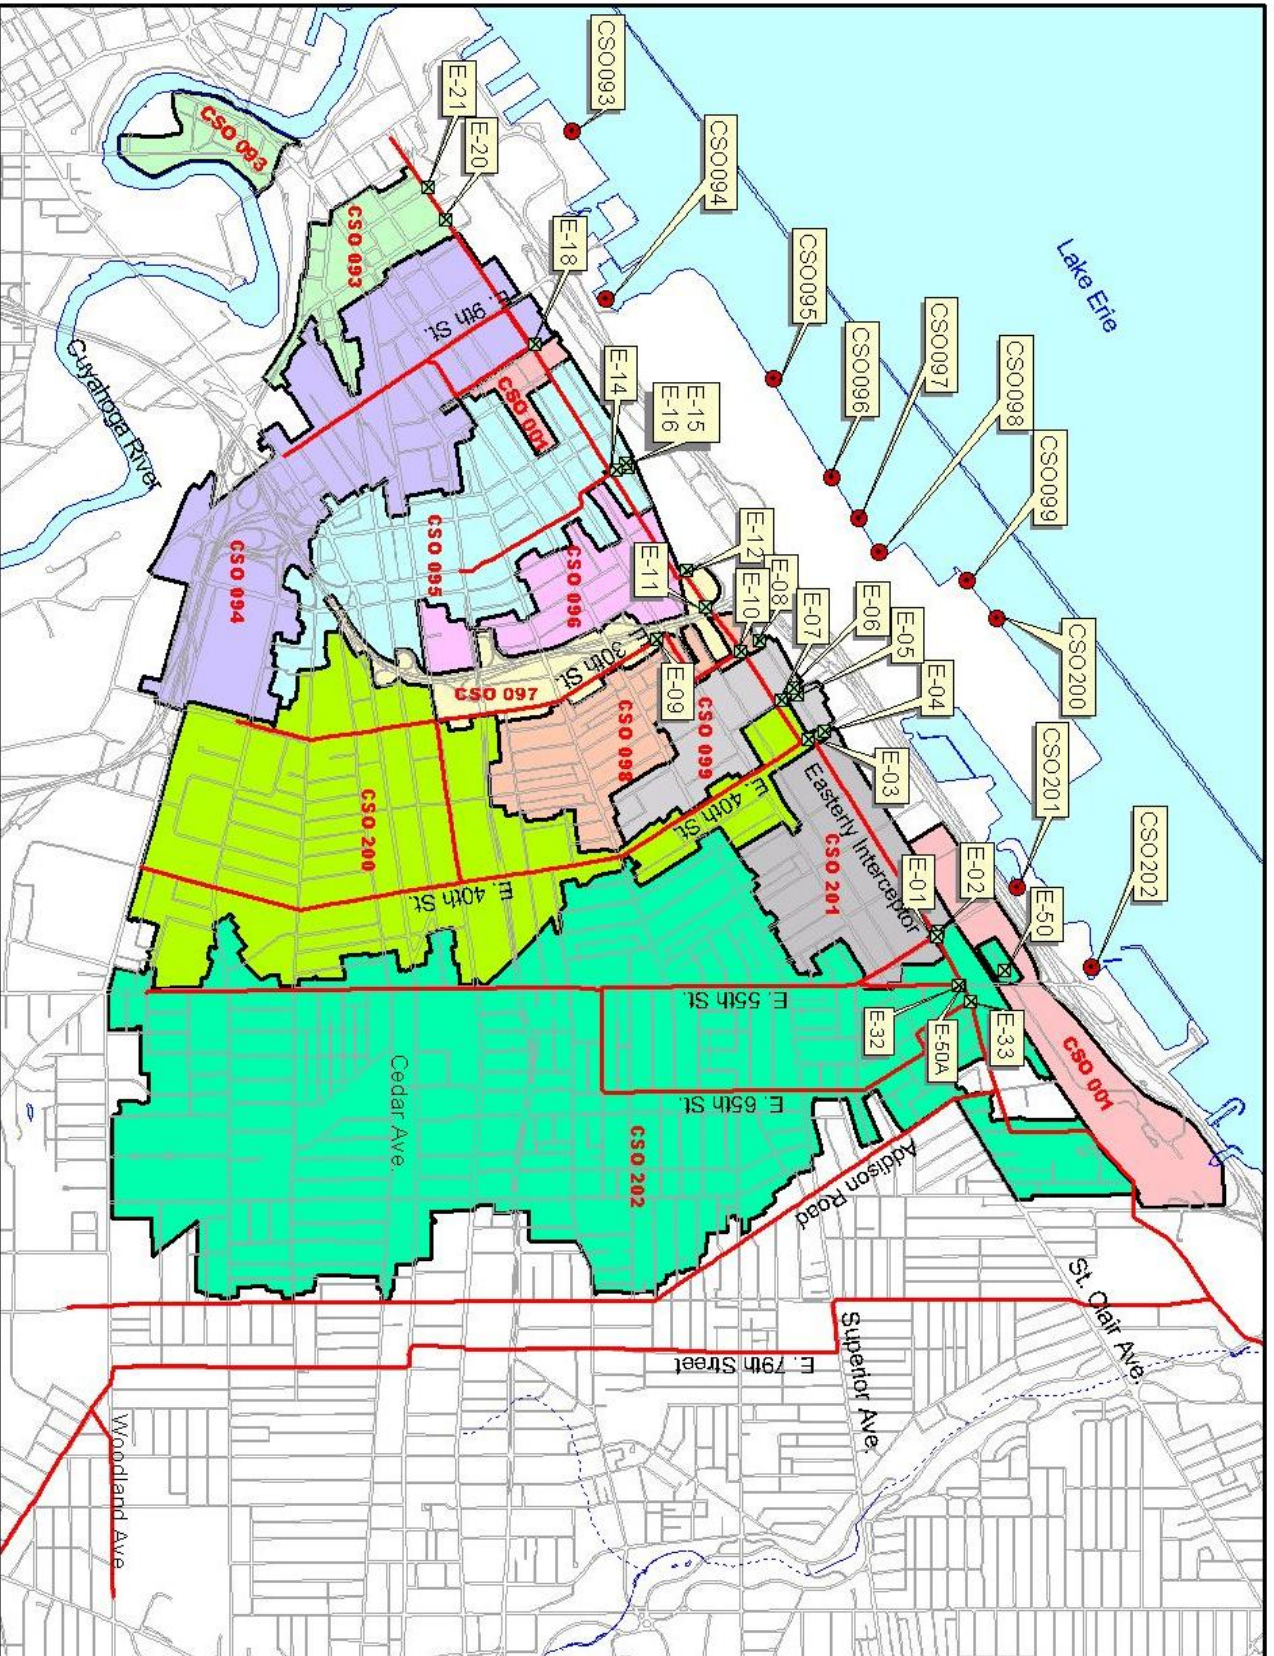 Lake Erie
CSO093
CSO094
CSO095
CSO096
CSO097
CSO098
CSO099
CSO200
CSO201
CSO202
E-21
E-20
E-18
E-14
E-15
E-16
E-12
E-11
E-10
E-08
E-07
E-06
E-05
E-04
E-03
E-09
E-02
E-01
E-50
E-33
E-50A
E-32
CSO 093
CSO 093
CSO 001
CSO 094
CSO 095
CSO 096
CSO 097
CSO 098
CSO 099
CSO 200
CSO 201
CSO 001
CSO 202
E. 9th St.
30th St.
E. 40th St.
E. 40th St.
Easterly Interceptor
E. 55th St.
E. 65th St.
Addison Road
Cedar Ave.
St. Clair Ave.
Superior Ave.
E. 79th Street
Woodland Ave
Cuyahoga River